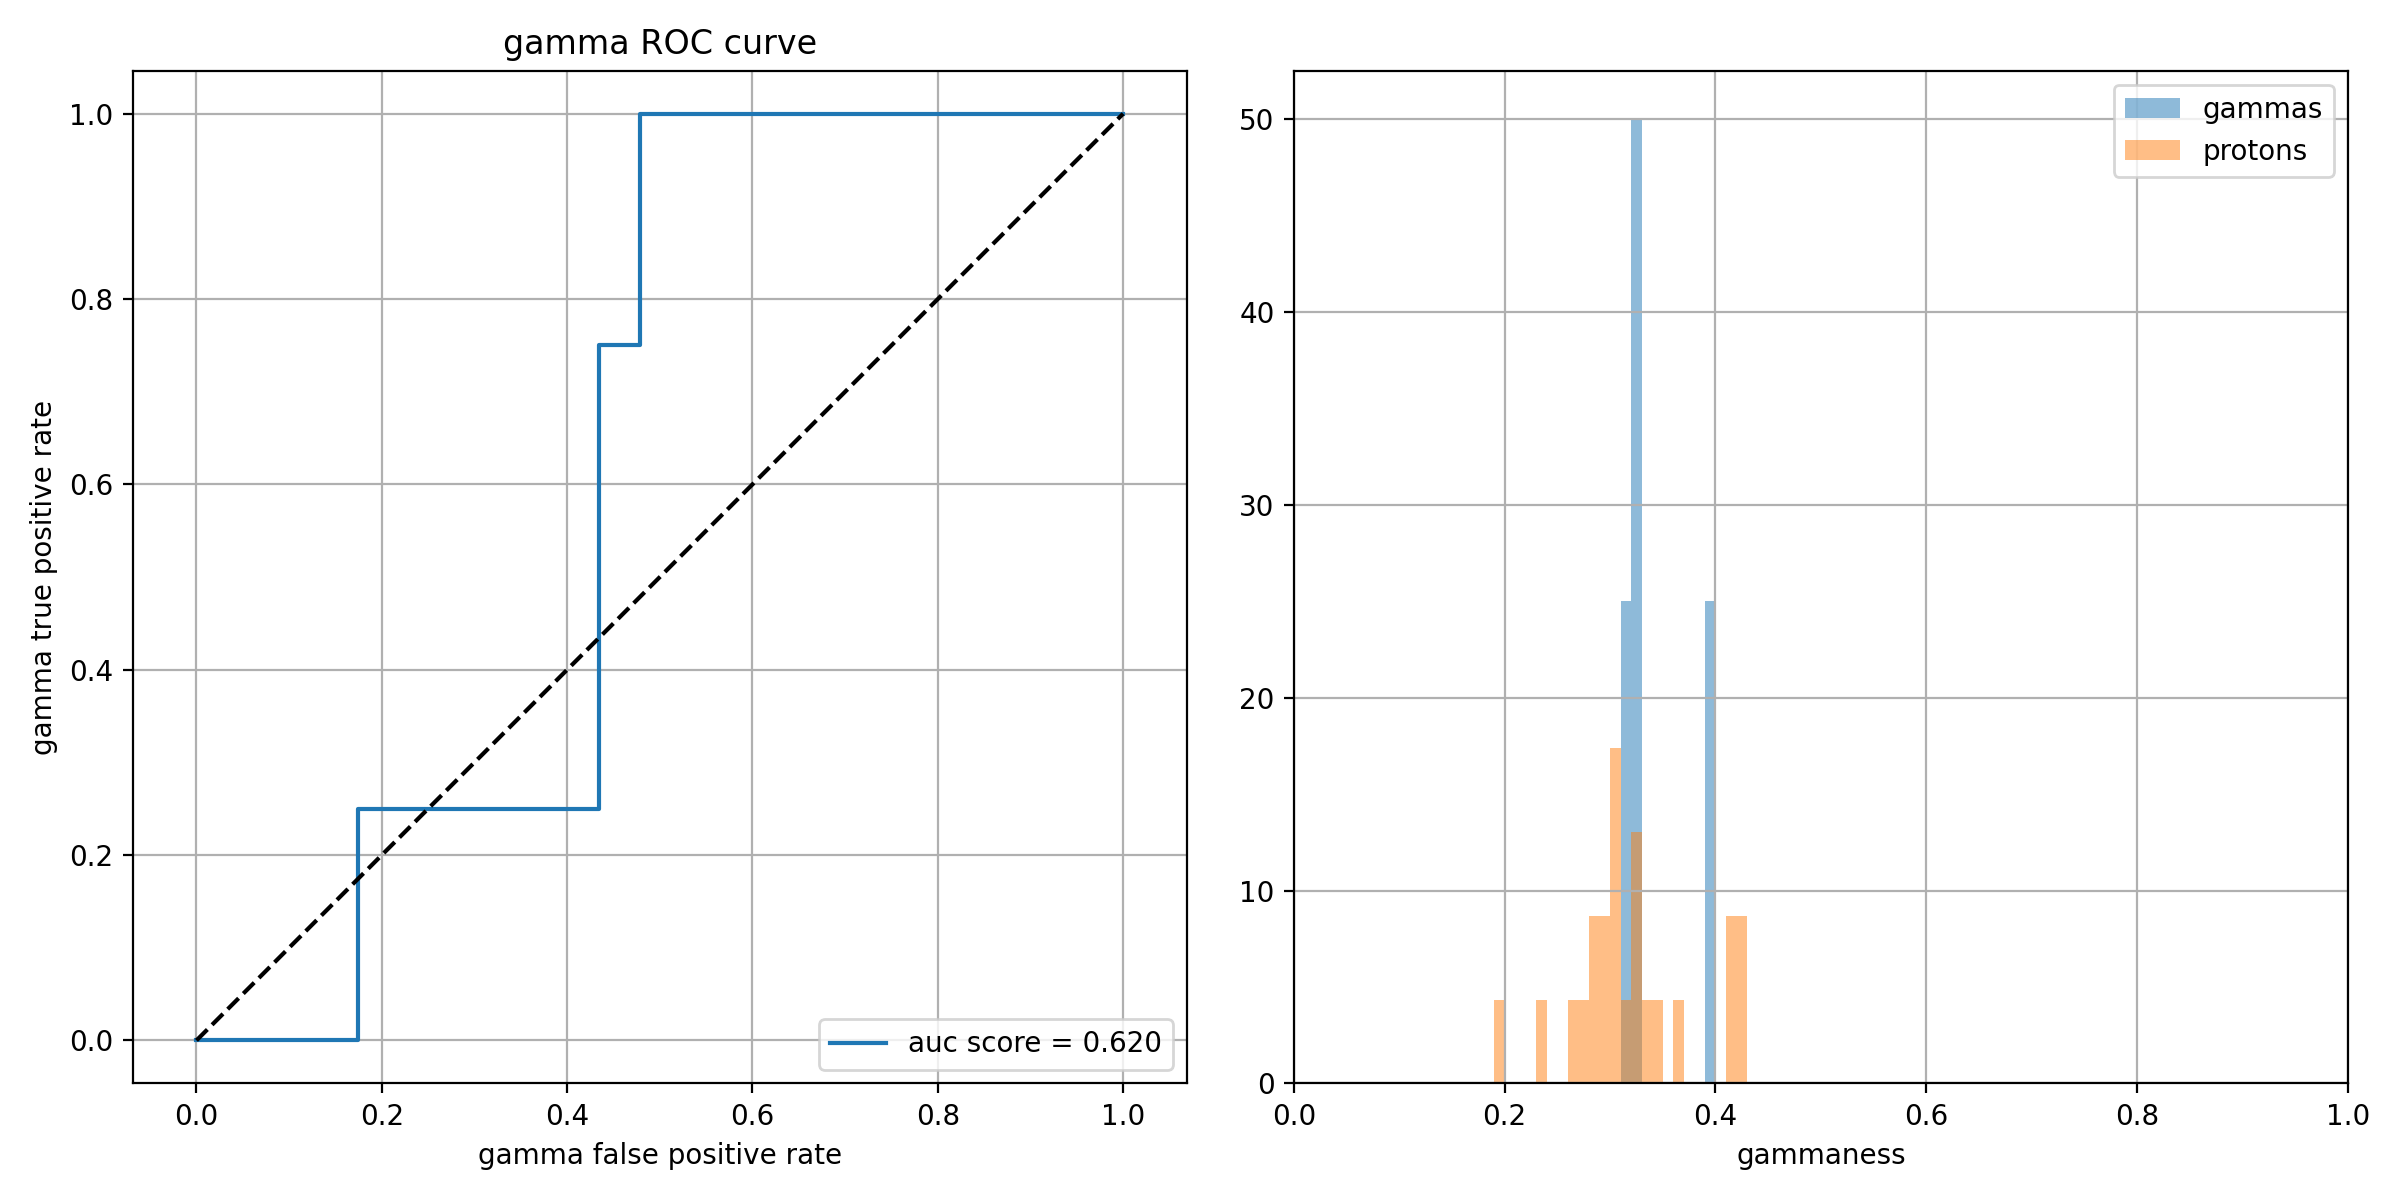 gamma ROC curve
1.0
0.8
0.6
0.4
0.2
0.0
gamma true positive rate
auc score = 0.620
0.0 0.2 0.4 0.6 0.8 1.0
gamma false positive rate
gammas
protons
50
40
30
20
10
0
0.0 0.2 0.4 0.6 0.8 1.0
gammaness